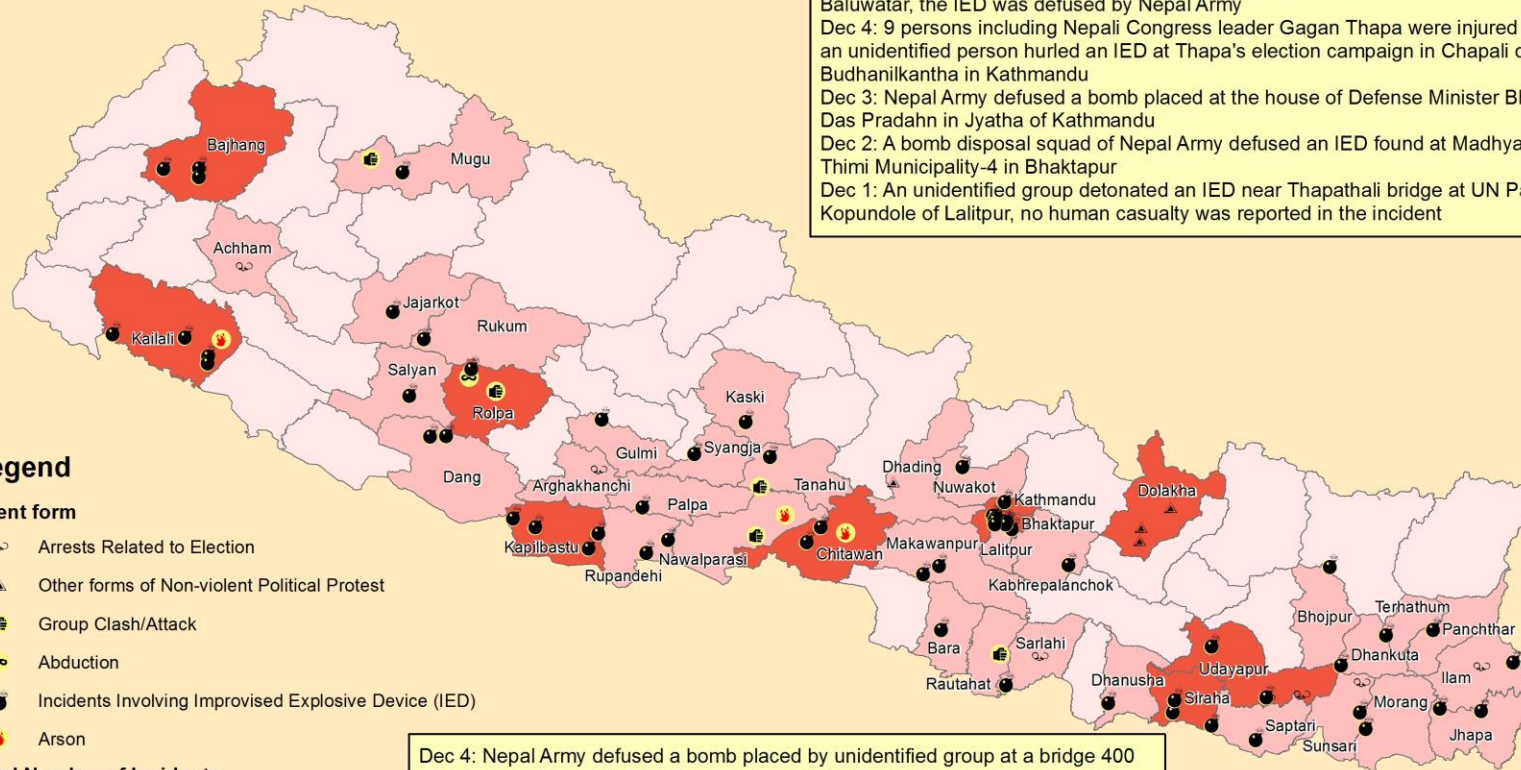 Baluwatar, the IED was defused by Nepal Army
Dec 4: 9 persons including Nepali Congress leader Gagan Thapa were injured
an unidentified person hurled an IED at Thapa's election campaign in Chapali
Budhanilkantha in Kathmandu
Dec 3: Nepal Army defused a bomb placed at the house of Defense Minister
Das Pradahn in Jyatha of Kathmandu
Dec 2: A bomb disposal squad of Nepal Army defused an IED found at
Thimi Municipality-4 in Bhaktapur
Dec 1: An unidentified group detonated an IED near Thapathali bridge at UN
Kopundole of Lalitpur, no human casualty was reported in the incident
Bajhang
Mugu
Achham
Jajarkot
Rukum
Kailali
Salyan
Rolpa
Kaski
Gulmi
Syangja
Dang
Arghakhanchi
Palpa
Tanahu
Dhading
Nuwakot
Kathmandu
Bhaktapur
Lalitpur
Dolakha
Kapilbastu
Rupandehi
Nawalparasi
Chitawan
Makawanpur
Kabhrepalanchok
Bara
Rautahat
Sarlahi
Dhanusha
Siraha
Udayapur
Saptari
Sunsari
Morang
Jhapa
Ilam
Dhankuta
Bhojpur
Terhathum
Panchthar
Arrests Related to Election
Other forms of Non-violent Political Protest
Group Clash/Attack
Abduction
Incidents Involving Improvised Explosive Device (IED)
Arson
Dec 4: Nepal Army defused a bomb placed by unidentified group at a bridge 400